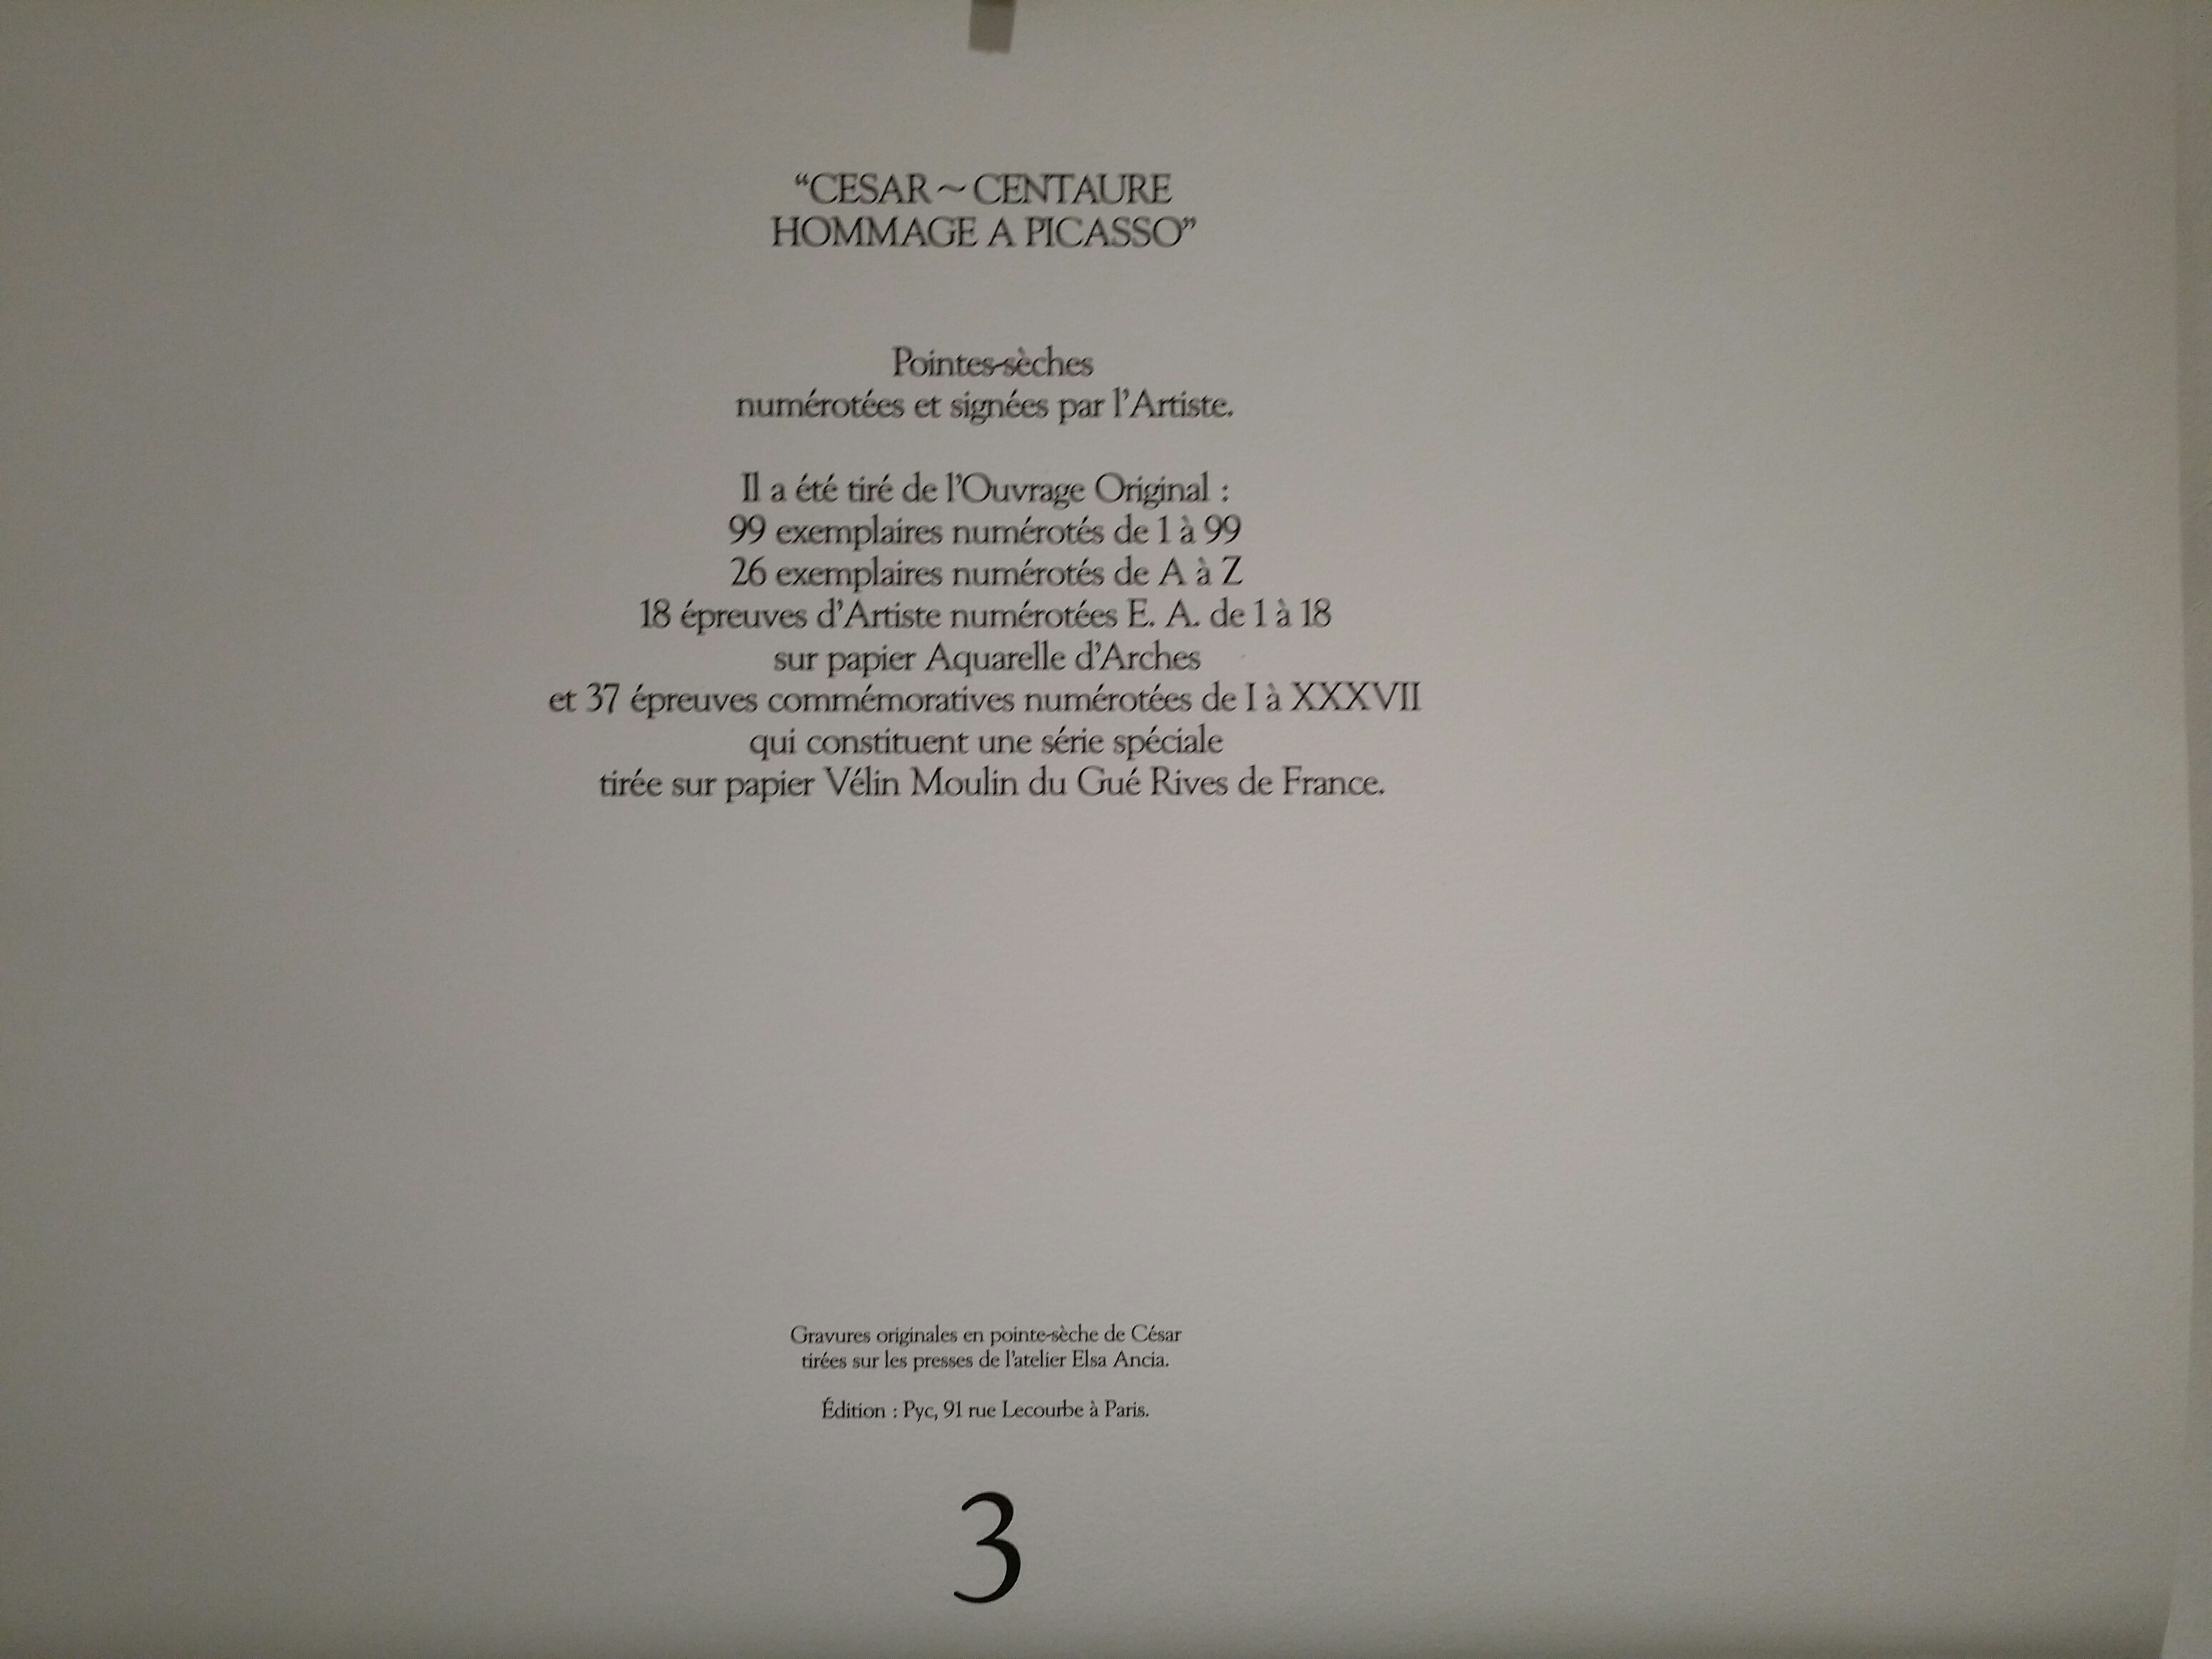 “CESAR ~ CENTAURE
HOMMAGE A PICASSO”
Pointes-sèches
numérotées et signées par l’Artiste.
Il a été tiré de l’Ouvrage Original :
99 exemplaires numérotés de 1 à 99
26 exemplaires numérotés de A à Z
18 épreuves d’Artiste numérotées E. A. de 1 à 18
sur papier Aquarelle d’Arches
et 37 épreuves commémoratives numérotées de I à XXXVII
qui constituent une série spéciale
tirée sur papier Vélin Moulin du Gué Rives de France.
Gravures originales en pointe-sèche de César
tirées sur les presses de l’atelier Elsa Ancia.
Édition : Pyc, 91 rue Lecourbe à Paris.
3